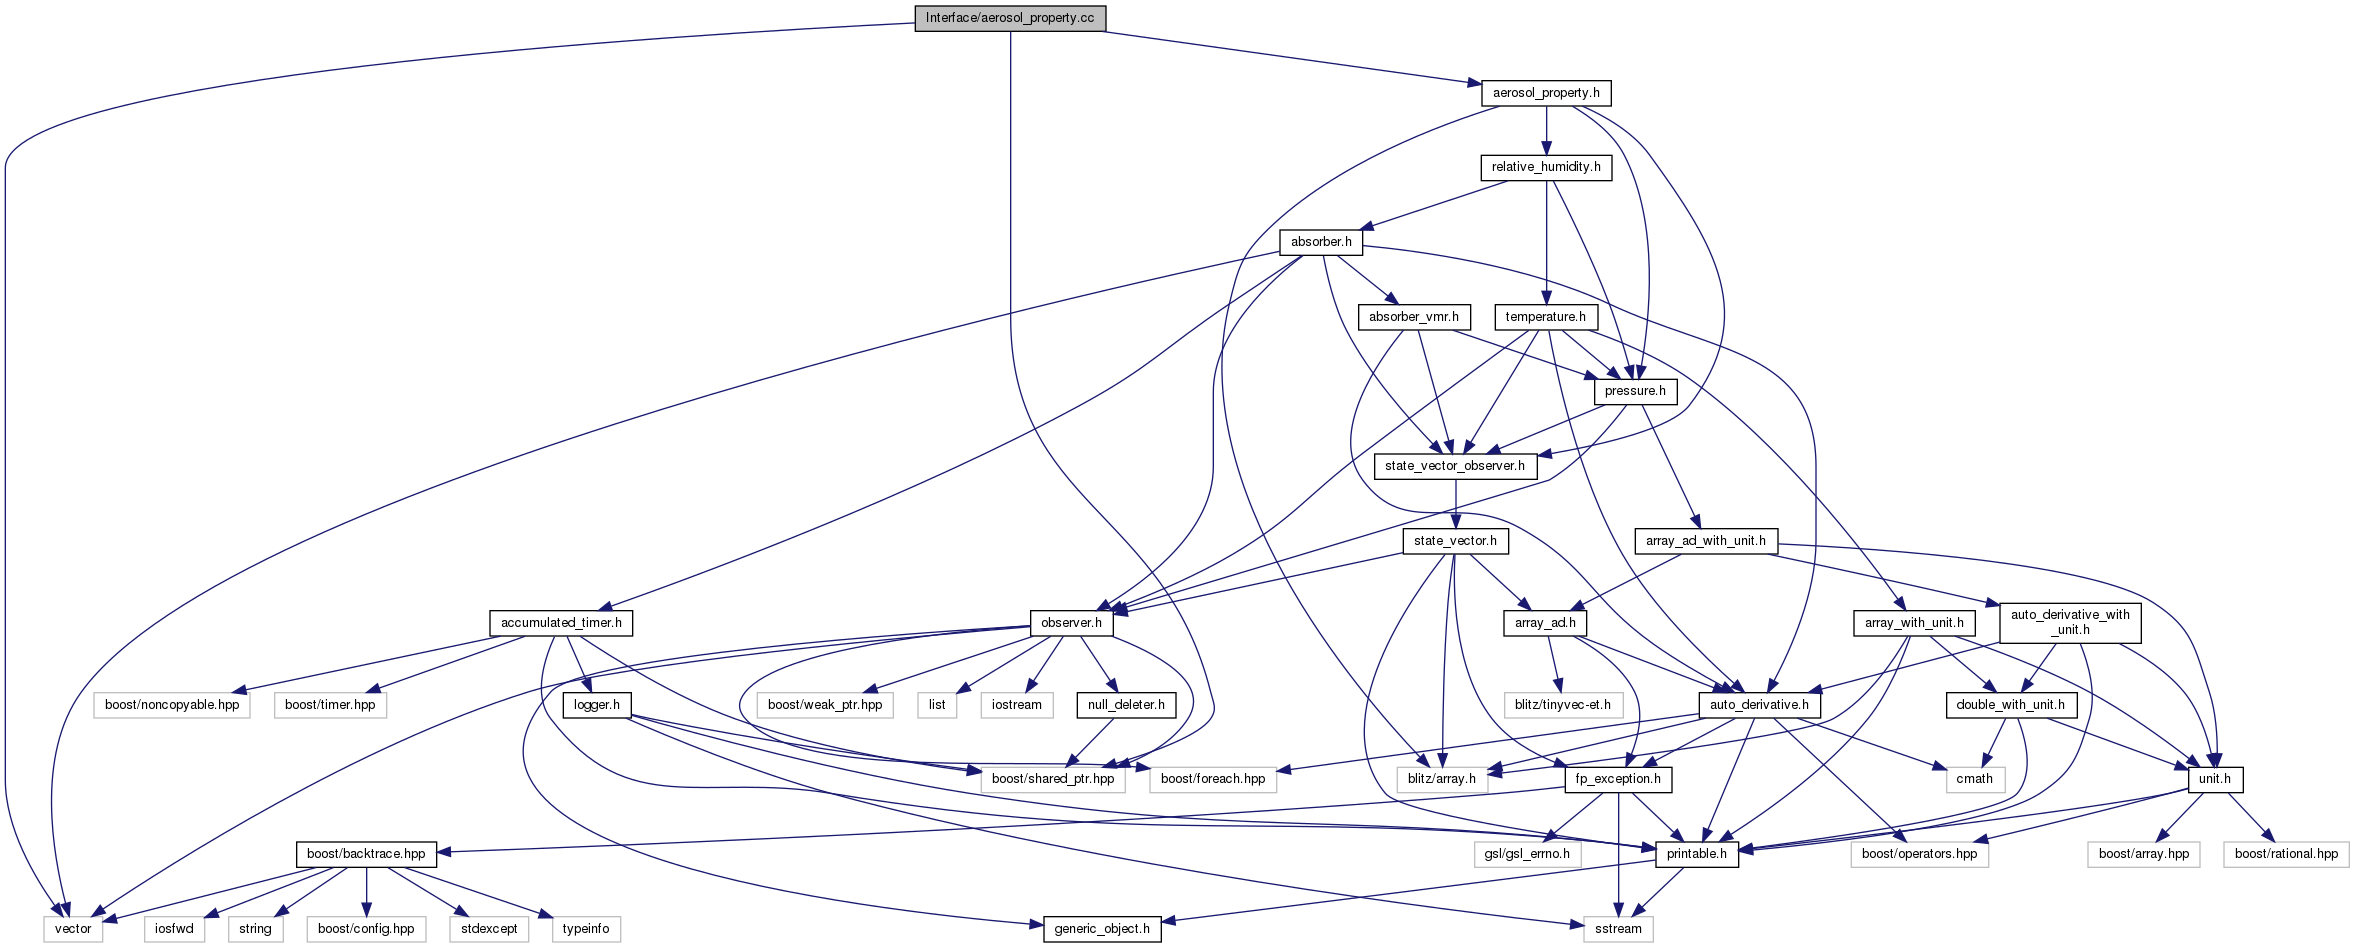 Interface/aerosol_property.cc
aerosol_property.h
relative_humidity.h
absorber.h
absorber_vmr.h
temperature.h
pressure.h
state_vector_observer.h
state_vector.h
array_ad_with_unit.h
accumulated_timer.h
observer.h
array_ad.h
array_with_unit.h
auto_derivative_with
_unit.h
boost/noncopyable.hpp
boost/timer.hpp
logger.h
boost/weak_ptr.hpp
list
iostream
null_deleter.h
blitz/tinyvec-et.h
auto_derivative.h
double_with_unit.h
boost/shared_ptr.hpp
boost/foreach.hpp
blitz/array.h
fp_exception.h
cmath
unit.h
boost/backtrace.hpp
gsl/gsl_errno.h
printable.h
boost/operators.hpp
boost/array.hpp
boost/rational.hpp
vector
iosfwd
string
boost/config.hpp
stdexcept
typeinfo
generic_object.h
sstream